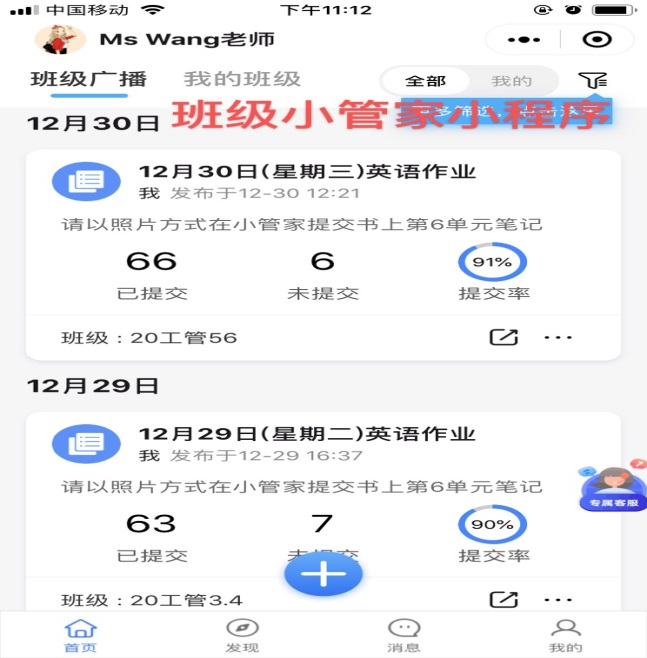 中国移动 下午11:12
Ms Wang老师
班级广播 我的班级 全部 我的
班级小管家小程序
12月30日
12月30日(星期三)英语作业
我 发布于12-30 12:21
请以照片方式在小管家提交书上第6单元笔记
66 6 91%
已提交 未提交 提交率
班级：20工管56
12月29日
12月29日(星期二)英语作业
我 发布于12-29 16:37
请以照片方式在小管家提交书上第6单元笔记
63 7 90%
专属客服
已提交 未提交 提交率
班级：20工管3.4
首页 发现 消息 我的